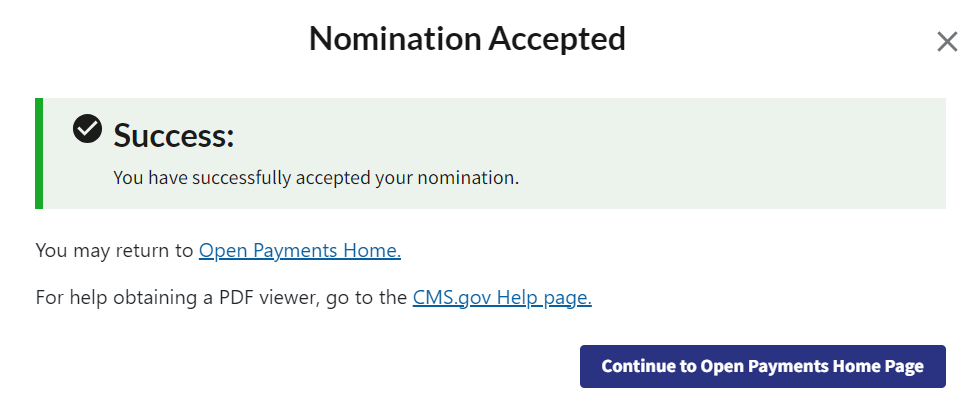 Nomination Accepted
Success:
You have successfully accepted your nomination.
You may return to Open Payments Home.
For help obtaining a PDF viewer, go to the CMS.gov Help page.
Continue to Open Payments Home Page